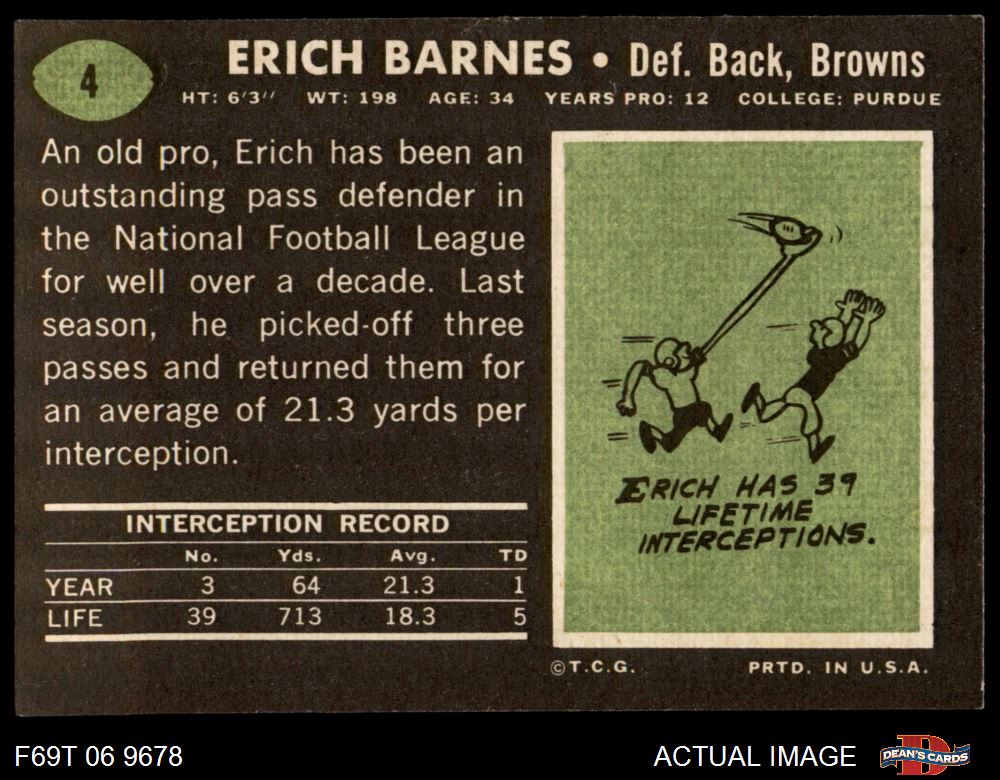 4
ERICH BARNES • Def. Back, Browns
HT: 6'3" WT: 198 AGE: 34 YEARS PRO: 12 COLLEGE: PURDUE
An old pro, Erich has been an
outstanding pass defender in
the National Football League
for well over a decade. Last
season, he picked-off three
passes and returned them for
an average of 21.3 yards per
interception.
INTERCEPTION RECORD
No. Yds. Avg. TD
YEAR 3 64 21.3 1
LIFE 39 713 18.3 5
ERICH HAS 39
LIFETIME
INTERCEPTIONS.
©T.C.G. PRTD. IN U.S.A.
F69T 06 9678
ACTUAL IMAGE
DEAN'S CARDS